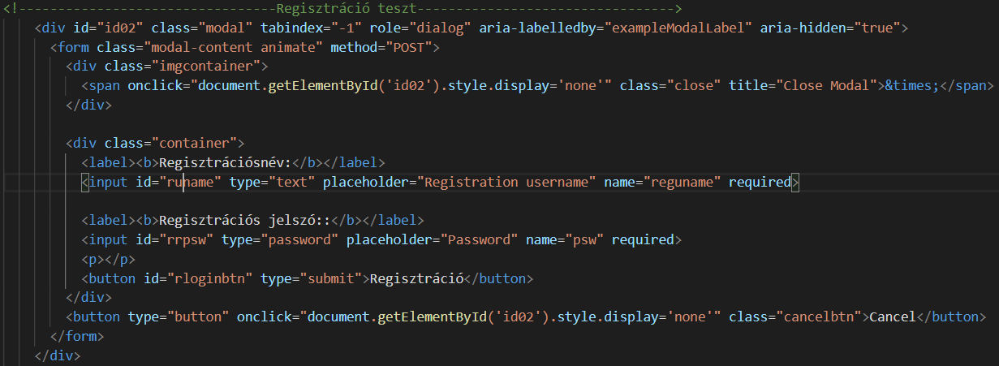 <!---------------------------------Regisztráció teszt--------------------------------->
<div id="id02" class="modal" tabindex="-1" role="dialog" aria-labelledby="exampleModalLabel" aria-hidden="true">
<form class="modal-content animate" method="POST">
<div class="imgcontainer">
<span onclick="document.getElementById('id02').style.display='none'" class="close" title="Close Modal">&times;</span>
</div>
<div class="container">
<label><b>Regisztrációsnév:</b></label>
<input id="runame" type="text" placeholder="Registration username" name="reguname" required>
<label><b>Regisztrációs jelszó::</b></label>
<input id="rrpsw" type="password" placeholder="Password" name="psw" required>
<p></p>
<button id="rloginbtn" type="submit">Regisztráció</button>
</div>
<button type="button" onclick="document.getElementById('id02').style.display='none'" class="cancelbtn">Cancel</button>
</form>
</div>